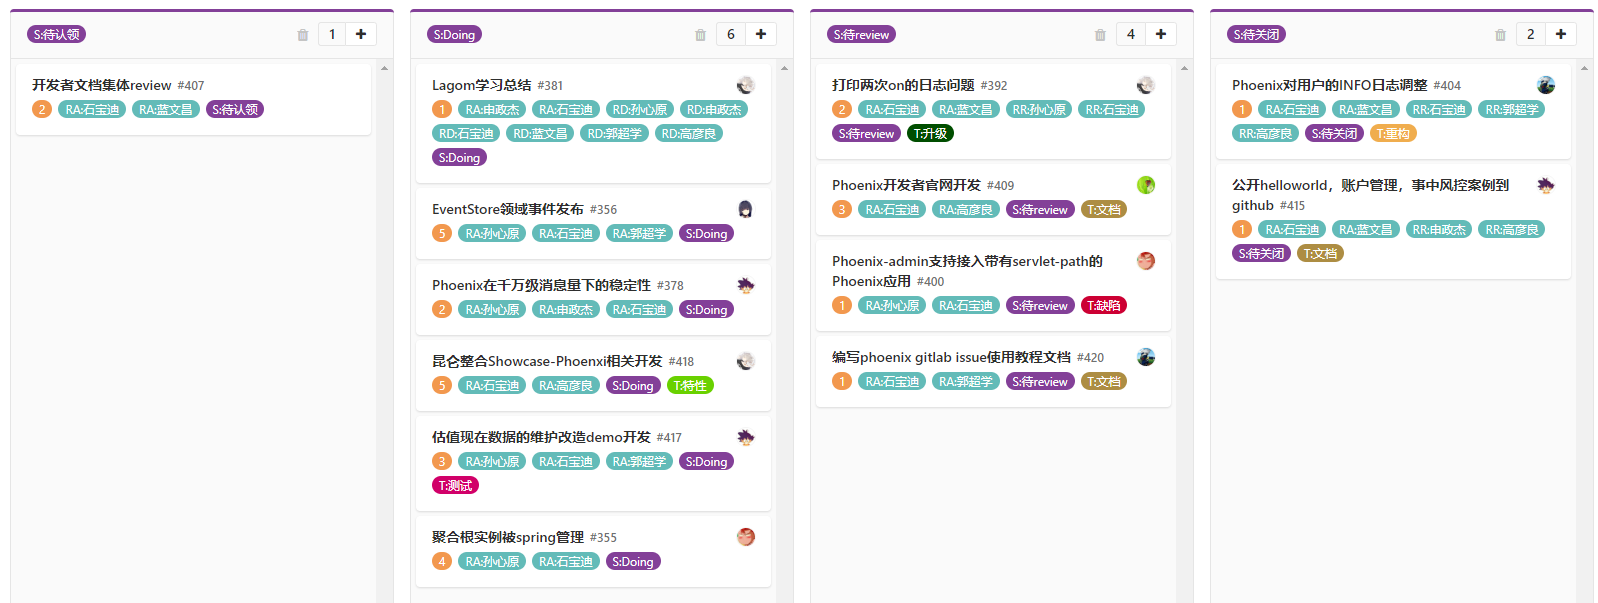 S:待认领 1 +
开发者文档集体review #407
2 RA:石宝迪 RA:蓝文昌 S:待认领
S:Doing 6 +
Lagom学习总结 #381
1 RA:申政杰 RA:石宝迪 RD:孙心原 RD:申政杰
RD:石宝迪 RD:蓝文昌 RD:郭超学 RD:高彦良
S:Doing
EventStore领域事件发布 #356
5 RA:孙心原 RA:石宝迪 RA:郭超学 S:Doing
Phoenix在千万级消息量下的稳定性 #378
2 RA:孙心原 RA:申政杰 RA:石宝迪 S:Doing
昆仑整合Showcase-Phoenxi相关开发 #418
5 RA:石宝迪 RA:高彦良 S:Doing T:特性
估值现在数据的维护改造demo开发 #417
3 RA:孙心原 RA:石宝迪 RA:郭超学 S:Doing
T:测试
聚合根实例被spring管理 #355
4 RA:孙心原 RA:石宝迪 S:Doing
S:待review 4 +
打印两次on的日志问题 #392
2 RA:石宝迪 RA:蓝文昌 RR:孙心原 RR:石宝迪
S:待review T:升级
Phoenix开发者官网开发 #409
3 RA:石宝迪 RA:高彦良 S:待review T:文档
Phoenix-admin支持接入带有servlet-path的
Phoenix应用 #400
1 RA:孙心原 RA:石宝迪 S:待review T:缺陷
编写phoenix gitlab issue使用教程文档 #420
1 RA:石宝迪 RA:郭超学 S:待review T:文档
S:待关闭 2 +
Phoenix对用户的INFO日志调整 #404
1 RA:石宝迪 RA:蓝文昌 RR:石宝迪 RR:郭超学
RR:高彦良 S:待关闭 T:重构
公开helloworld，账户管理，事中风控案例到
github #415
1 RA:石宝迪 RA:蓝文昌 RR:申政杰 RR:高彦良
S:待关闭 T:文档